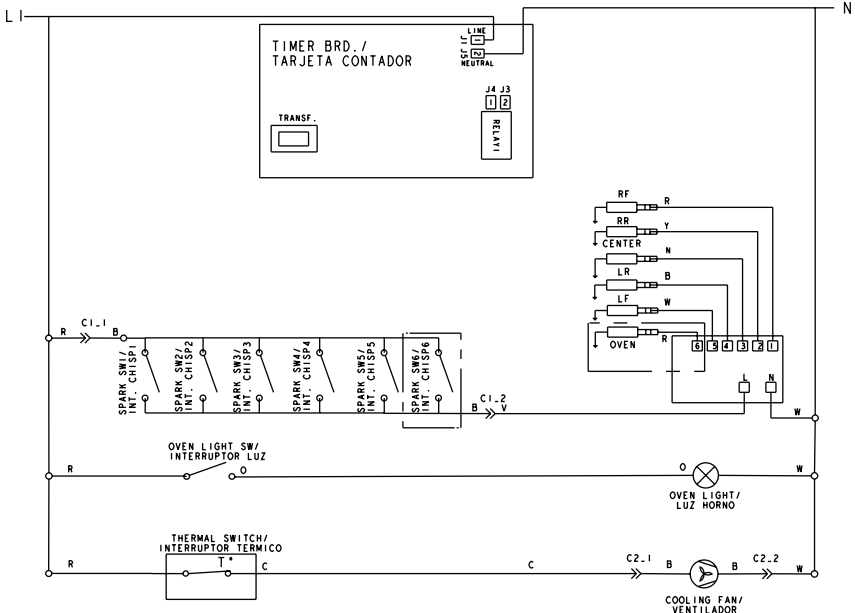 L1
N
LINE
J1 1
J5 2
NEUTRAL
TIMER BRD./
TARJETA CONTADOR
J4 J3
1 2
RELAY1
TRANSF.
RF
R
RR
Y
CENTER
N
LR
B
LF
W
OVEN
R
6 5 4 3 2 1
L N
W
R
C1_1
B
SPARK SW1/
INT. CHISP1
SPARK SW2/
INT. CHISP2
SPARK SW3/
INT. CHISP3
SPARK SW4/
INT. CHISP4
SPARK SW5/
INT. CHISP5
SPARK SW6/
INT. CHISP6
C1_2
B V
OVEN LIGHT SW/
INTERRUPTOR LUZ
R
O
O
W
OVEN LIGHT/
LUZ HORNO
THERMAL SWITCH/
INTERRUPTOR TERMICO
T°
R
C
C
C2_1
B
B
C2_2
W
COOLING FAN/
VENTILADOR